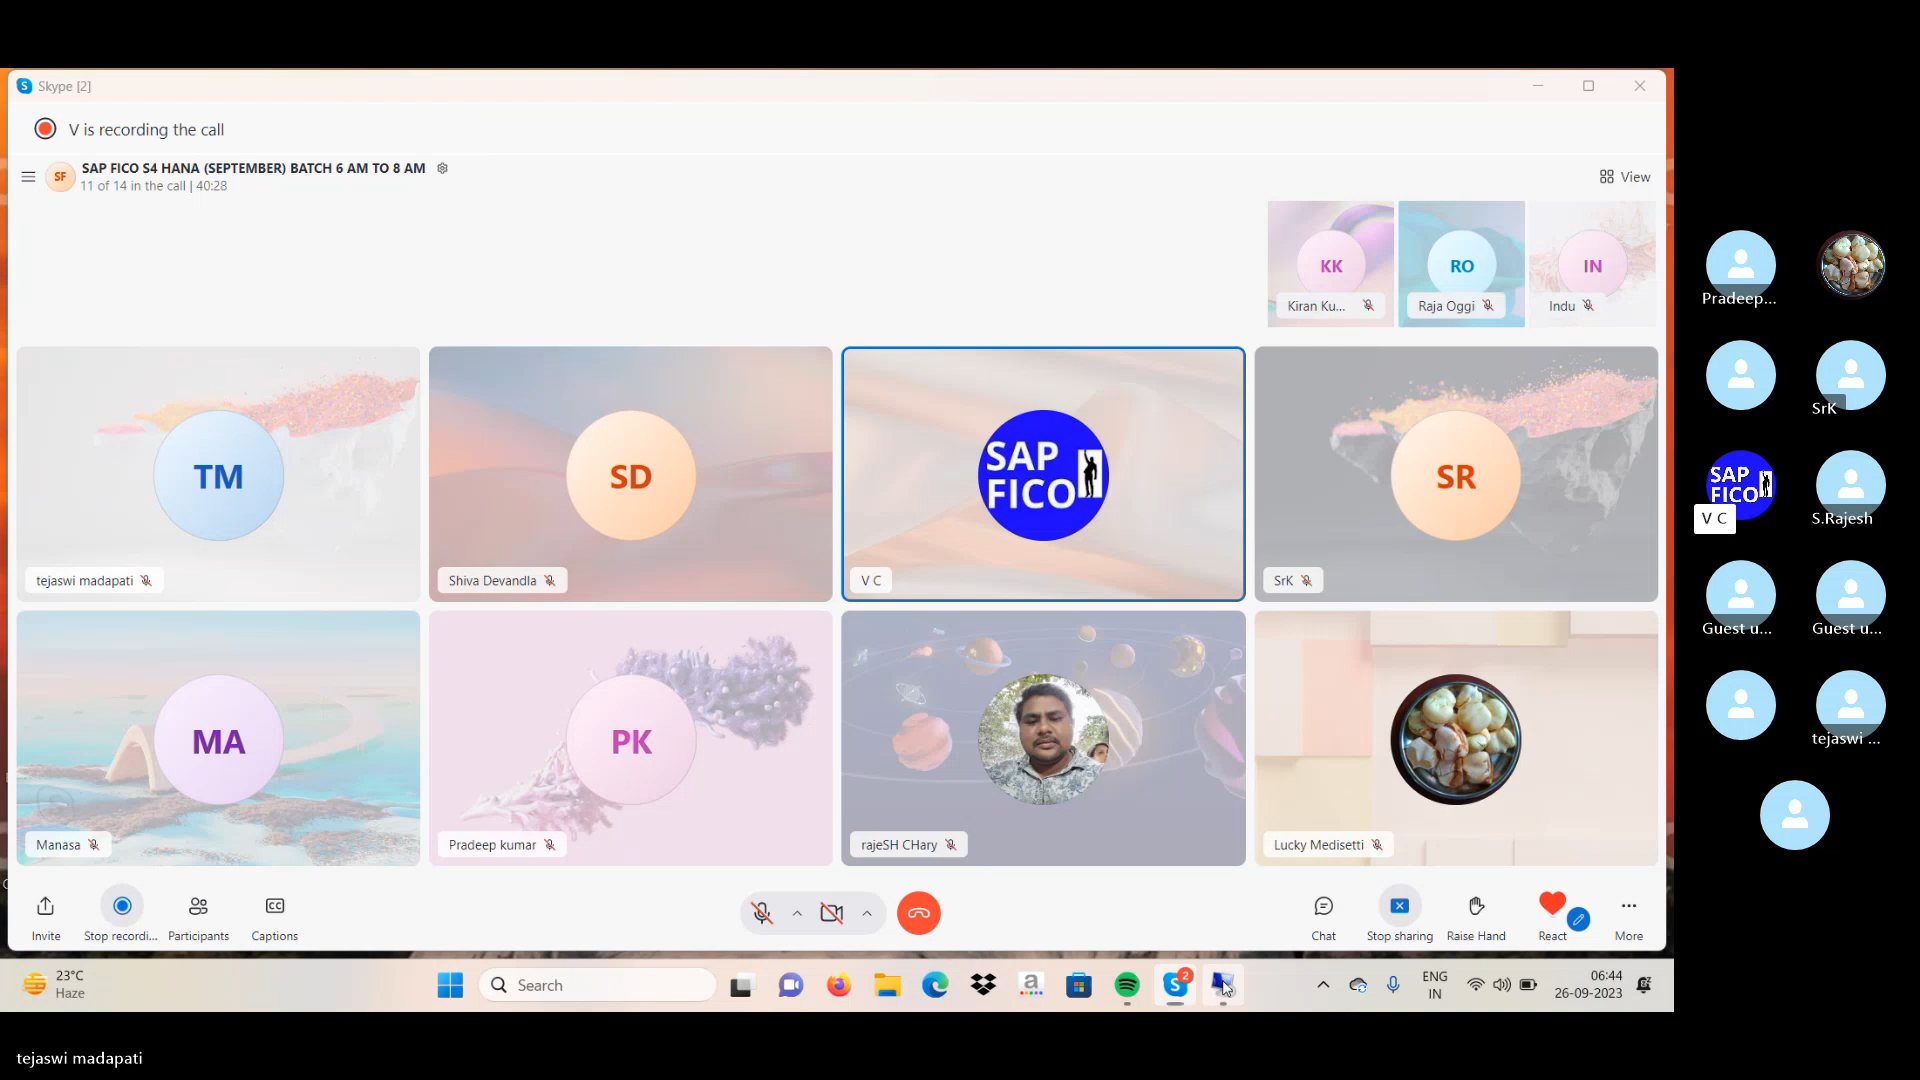 Skype [2]
V is recording the call
SF
SAP FICO S4 HANA (SEPTEMBER) BATCH 6 AM TO 8 AM
11 of 14 in the call | 40:28
View
KK
Kiran Ku...
RO
Raja Oggi
IN
Indu
TM
tejaswi madapati
SD
Shiva Devandla
SAP
FICO
V C
SR
SrK
MA
Manasa
PK
Pradeep kumar
rajeSH CHary
Lucky Medisetti
Invite
Stop recordi...
Participants
Captions
Chat
Stop sharing
Raise Hand
React
More
23°C
Haze
Search
2
ENG
IN
06:44
26-09-2023
Pradeep...
SrK
SAP
FICO
V C
S.Rajesh
Guest u...
Guest u...
tejaswi ...
tejaswi madapati